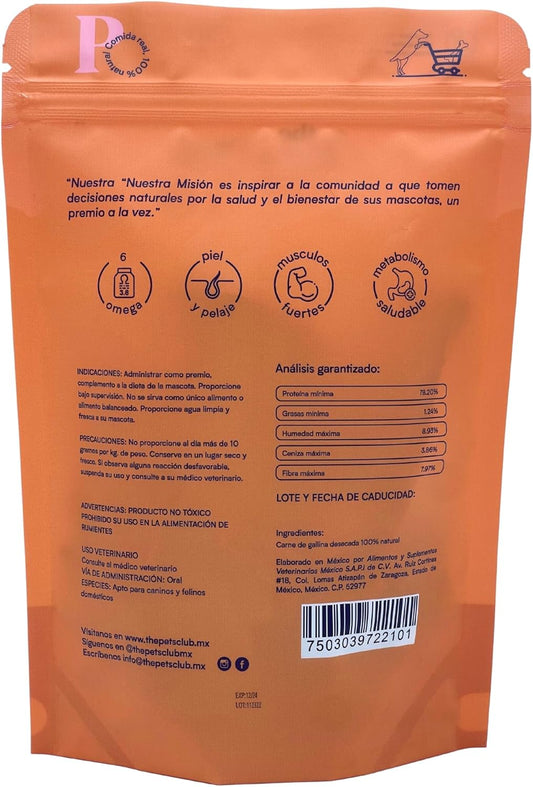 P
Comida real, 100% natural
"Nuestra "Nuestra Misión es inspirar a la comunidad a que tomen
decisiones naturales por la salud y el bienestar de sus mascotas, un
premio a la vez."
6
Ω
3.6
omega
piel
y pelaje
musculos
fuertes
metabolismo
saludable
INDICACIONES: Administrar como premio,
complemento a la dieta de la mascota. Proporcione
bajo supervisión. No se sirva como único alimento o
alimento balanceado. Proporcione agua limpia y
fresca a su mascota.
PRECAUCIONES: No proporcione al día más de 10
gramos por kg. de peso. Conserve en un lugar seco y
fresco. Si observa alguna reacción desfavorable,
suspenda su uso y consulte a su médico veterinario.
ADVERTENCIAS: PRODUCTO NO TÓXICO
PROHIBIDO SU USO EN LA ALIMENTACIÓN DE
RUMIENTES
USO VETERINARIO
Consulte al médico veterinario
VÍA DE ADMINISTRACIÓN: Oral
ESPECIES: Apto para caninos y felinos
domésticos
Visítanos en www.thepetsclub.mx
Síguenos en @thepetsclubmx
Escríbenos info@thepetsclub.mx
Análisis garantizado:
Proteína mínima 78.20%
Grasas mínima 1.24%
Humedad máxima 8.93%
Ceniza máxima 3.86%
Fibra máxima 7.97%
LOTE Y FECHA DE CADUCIDAD:
Ingredientes:
Carne de gallina desecada 100% natural
Elaborado en México por Alimentos y Suplementos
Veterinarios México S.A.P.I de C.V. Av. Ruiz Cortines
#18, Col. Lomas Atizapán de Zaragoza, Estado de
México, México. C.P. 52977
7503039722101
EXP:12/24
LOT:112322